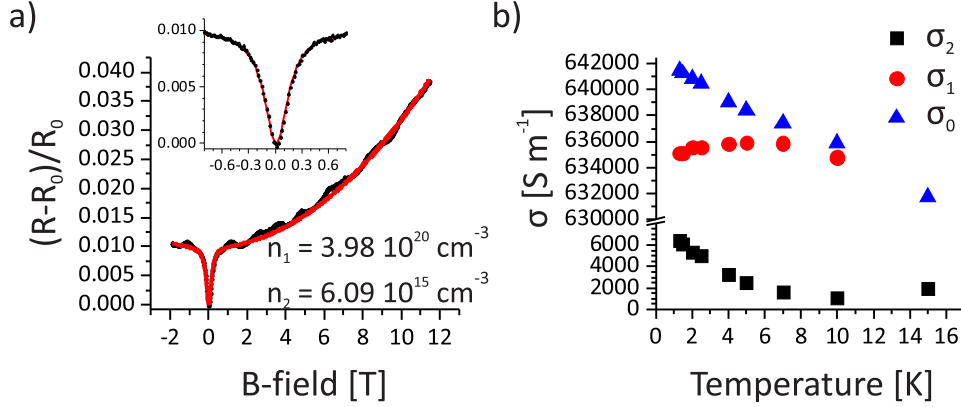 a)
0.010
0.005
0.000
-0.6 -0.3 0.0 0.3 0.6
0.040
0.035
0.030
0.025
0.020
0.015
0.010
0.005
0.000
(R-R₀)/R₀
n₁ = 3.98 10²⁰ cm⁻³
n₂ = 6.09 10¹⁵ cm⁻³
-2 0 2 4 6 8 10 12
B-field [T]
b)
σ₂
σ₁
σ₀
642000
640000
638000
636000
634000
632000
630000
6000
4000
2000
0
σ [S m⁻¹]
0 2 4 6 8 10 12 14 16
Temperature [K]